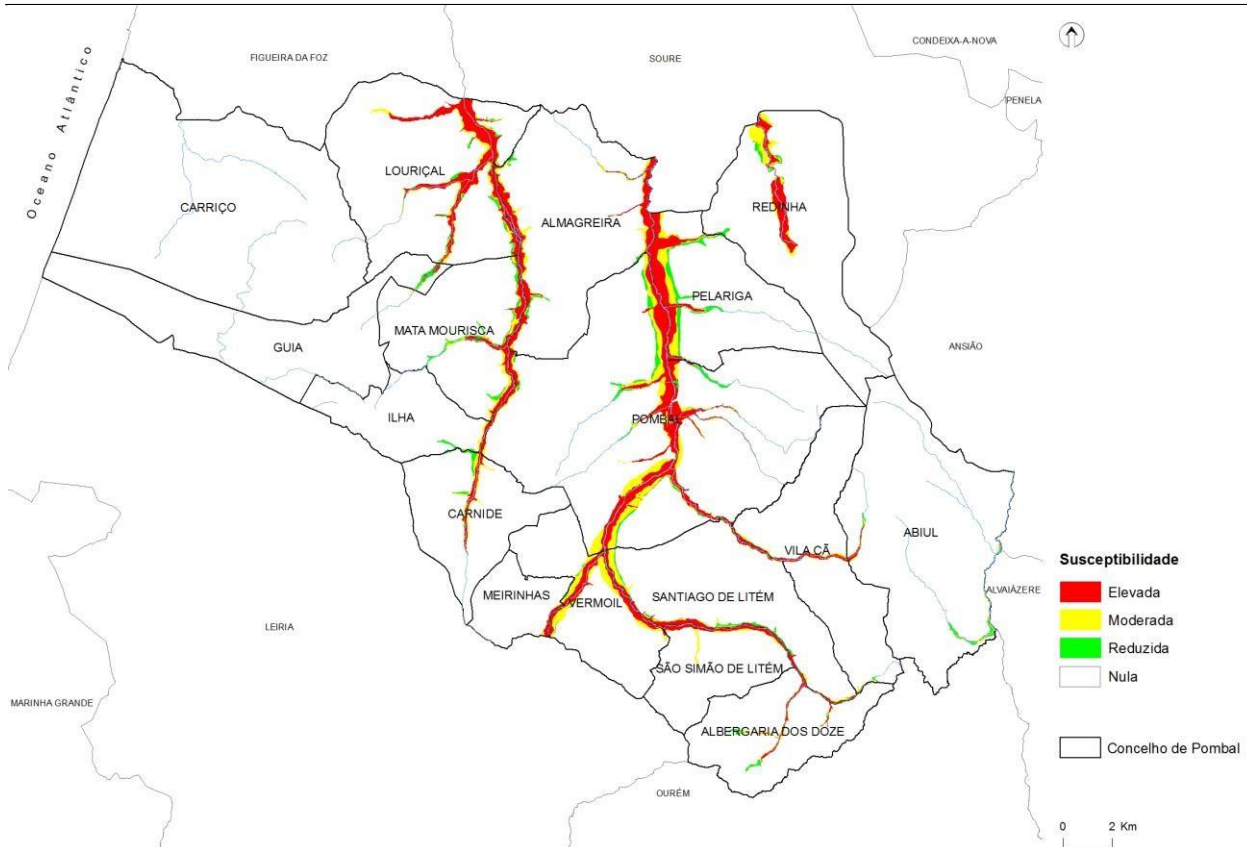 CONDEIXA-A-NOVA
FIGUEIRA DA FOZ
SOURE
PENELA
Oceano Atlântico
LOURIÇAL
CARRIÇO
REDINHA
ALMAGREIRA
PELARIGA
MATA MOURISCA
GUIA
ANSIÃO
ILHA
POMBAL
CARNIDE
ABIUL
VILA CÃ
Susceptibilidade
MEIRINHAS
VERMOIL
SANTIAGO DE LITÉM
ALVAIÁZERE
Elevada
Moderada
Reduzida
Nula
LEIRIA
SÃO SIMÃO DE LITÉM
MARINHA GRANDE
ALBERGARIA DOS DOZE
Concelho de Pombal
OURÉM
0 2 Km